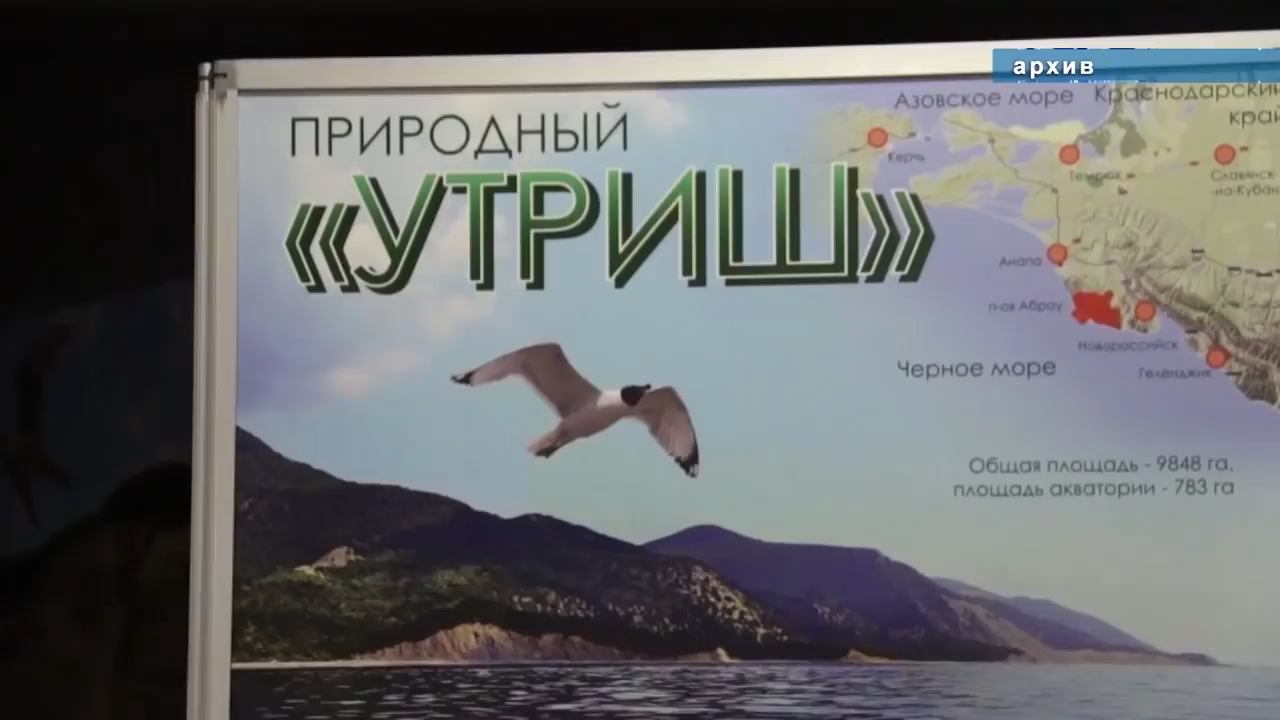 архив
ПРИРОДНЫЙ
«УТРИШ»
Азовское море
Краснодарский
край
Керчь
Темрюк
Славянск
на-Кубан
Анапа
п-ов Абрау
Новороссийск
Геленджик
Черное море
Общая площадь - 9848 га,
площадь акватории - 783 га